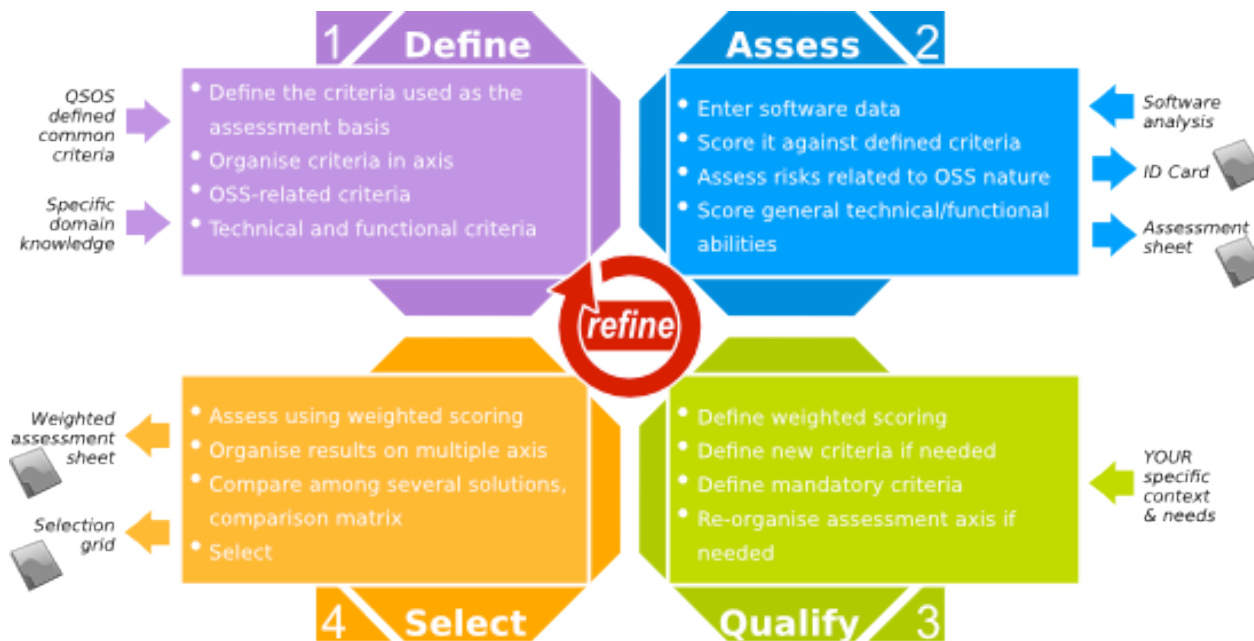 1 Define
QSOS
defined
common
criteria
Specific
domain
knowledge
• Define the criteria used as the
assessment basis
• Organise criteria in axis
• OSS-related criteria
• Technical and functional criteria
Assess 2
• Enter software data
• Score it against defined criteria
• Assess risks related to OSS nature
• Score general technical/functional
abilities
Software
analysis
ID Card
Assessment
sheet
refine
Weighted
assessment
sheet
Selection
grid
• Assess using weighted scoring
• Organise results on multiple axis
• Compare among several solutions,
comparison matrix
• Select
4 Select
• Define weighted scoring
• Define new criteria if needed
• Define mandatory criteria
• Re-organise assessment axis if
needed
YOUR
specific
context
& needs
Qualify 3